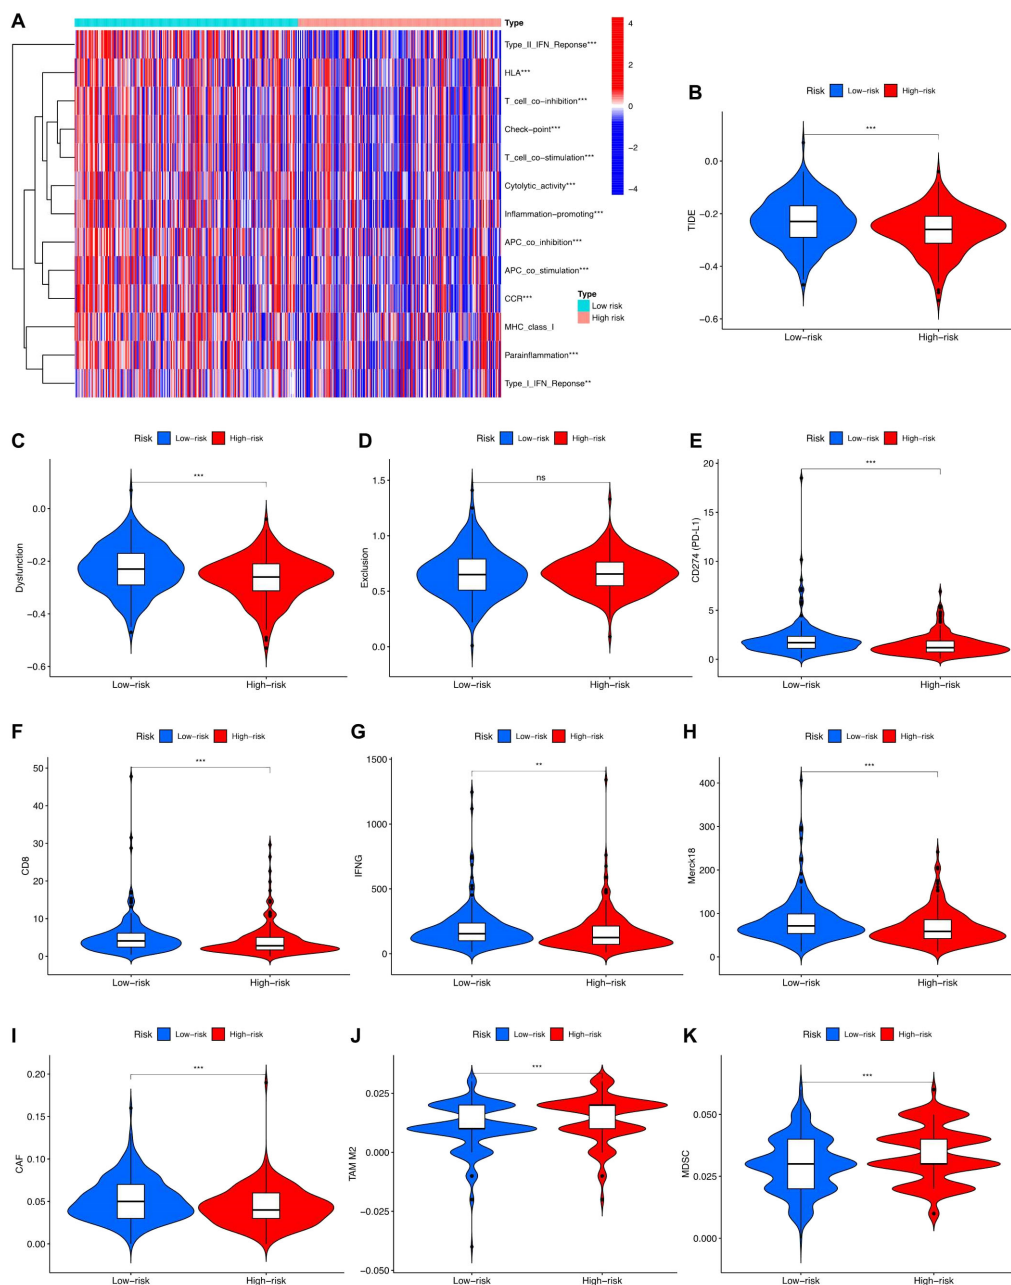 A
Type
4
2
0
−2
−4
Type_II_IFN_Reponse***
HLA***
T_cell_co−inhibition***
Check−point***
T_cell_co−stimulation***
Cytolytic_activity***
Inflammation−promoting***
APC_co_inhibition***
APC_co_stimulation***
CCR***
MHC_class_I
Parainflammation***
Type_I_IFN_Reponse**
Type
Low risk
High risk
B
Risk Low−risk High−risk
***
TIDE
0.0
−0.2
−0.4
−0.6
Low−risk High−risk
C
Risk Low−risk High−risk
***
Dysfunction
0.0
−0.2
−0.4
−0.6
Low−risk High−risk
D
Risk Low−risk High−risk
ns
Exclusion
1.5
1.0
0.5
0.0
Low−risk High−risk
E
Risk Low−risk High−risk
***
CD274 (PD−L1)
20
15
10
5
0
Low−risk High−risk
F
Risk Low−risk High−risk
***
CD8
50
40
30
20
10
0
Low−risk High−risk
G
Risk Low−risk High−risk
**
IFNG
1500
1000
500
0
Low−risk High−risk
H
Risk Low−risk High−risk
***
Merck18
400
300
200
100
0
Low−risk High−risk
I
Risk Low−risk High−risk
***
CAF
0.20
0.15
0.10
0.05
0.00
Low−risk High−risk
J
Risk Low−risk High−risk
***
TAM M2
0.025
0.000
−0.025
−0.050
Low−risk High−risk
K
Risk Low−risk High−risk
***
MDSC
0.050
0.025
0.000
Low−risk High−risk